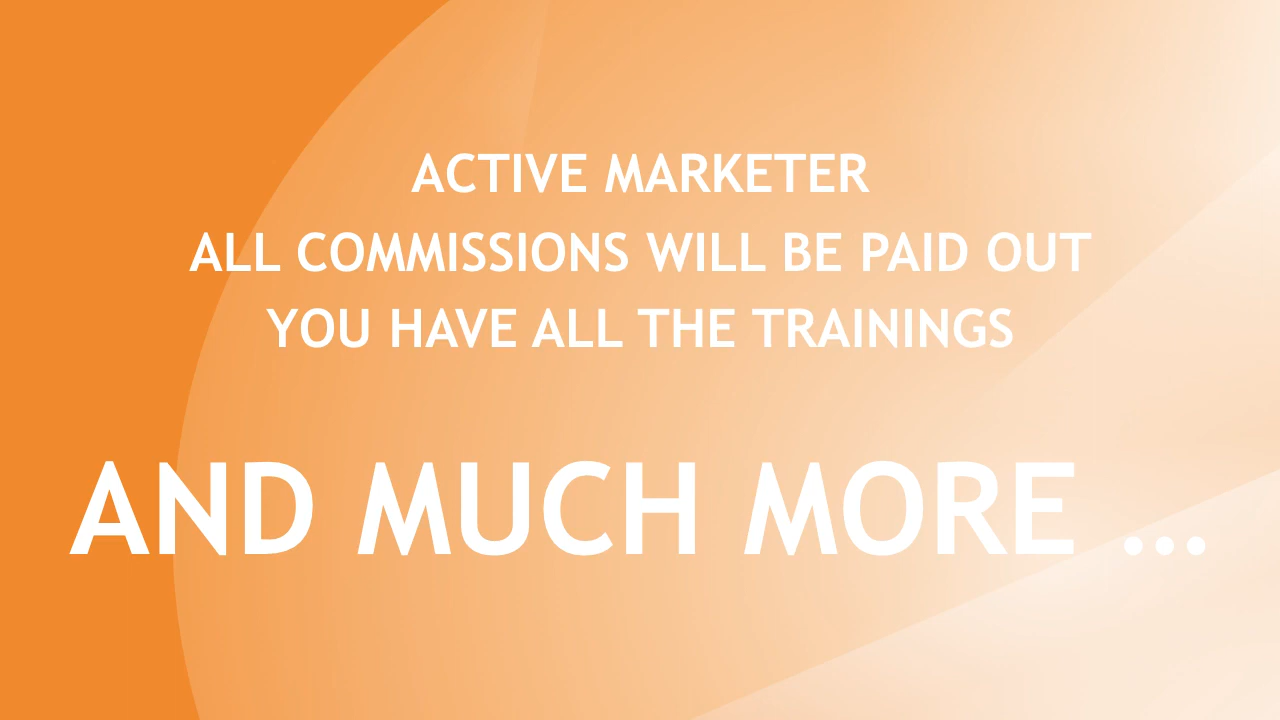 ACTIVE MARKETER
ALL COMMISSIONS WILL BE PAID OUT
YOU HAVE ALL THE TRAININGS
AND MUCH MORE ...